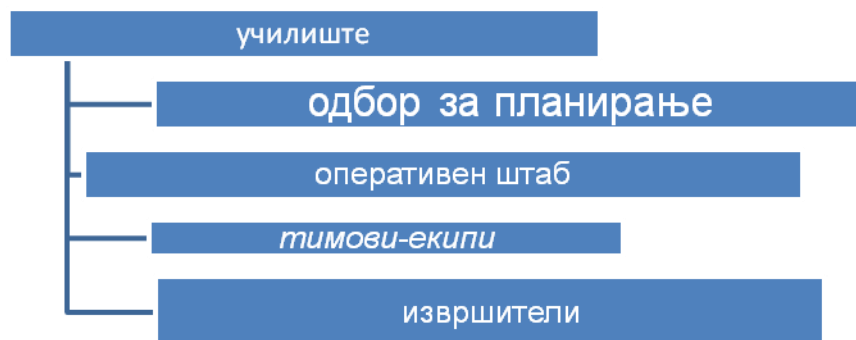 училиште
одбор за планирање
оперативен штаб
тимови-екипи
извршители